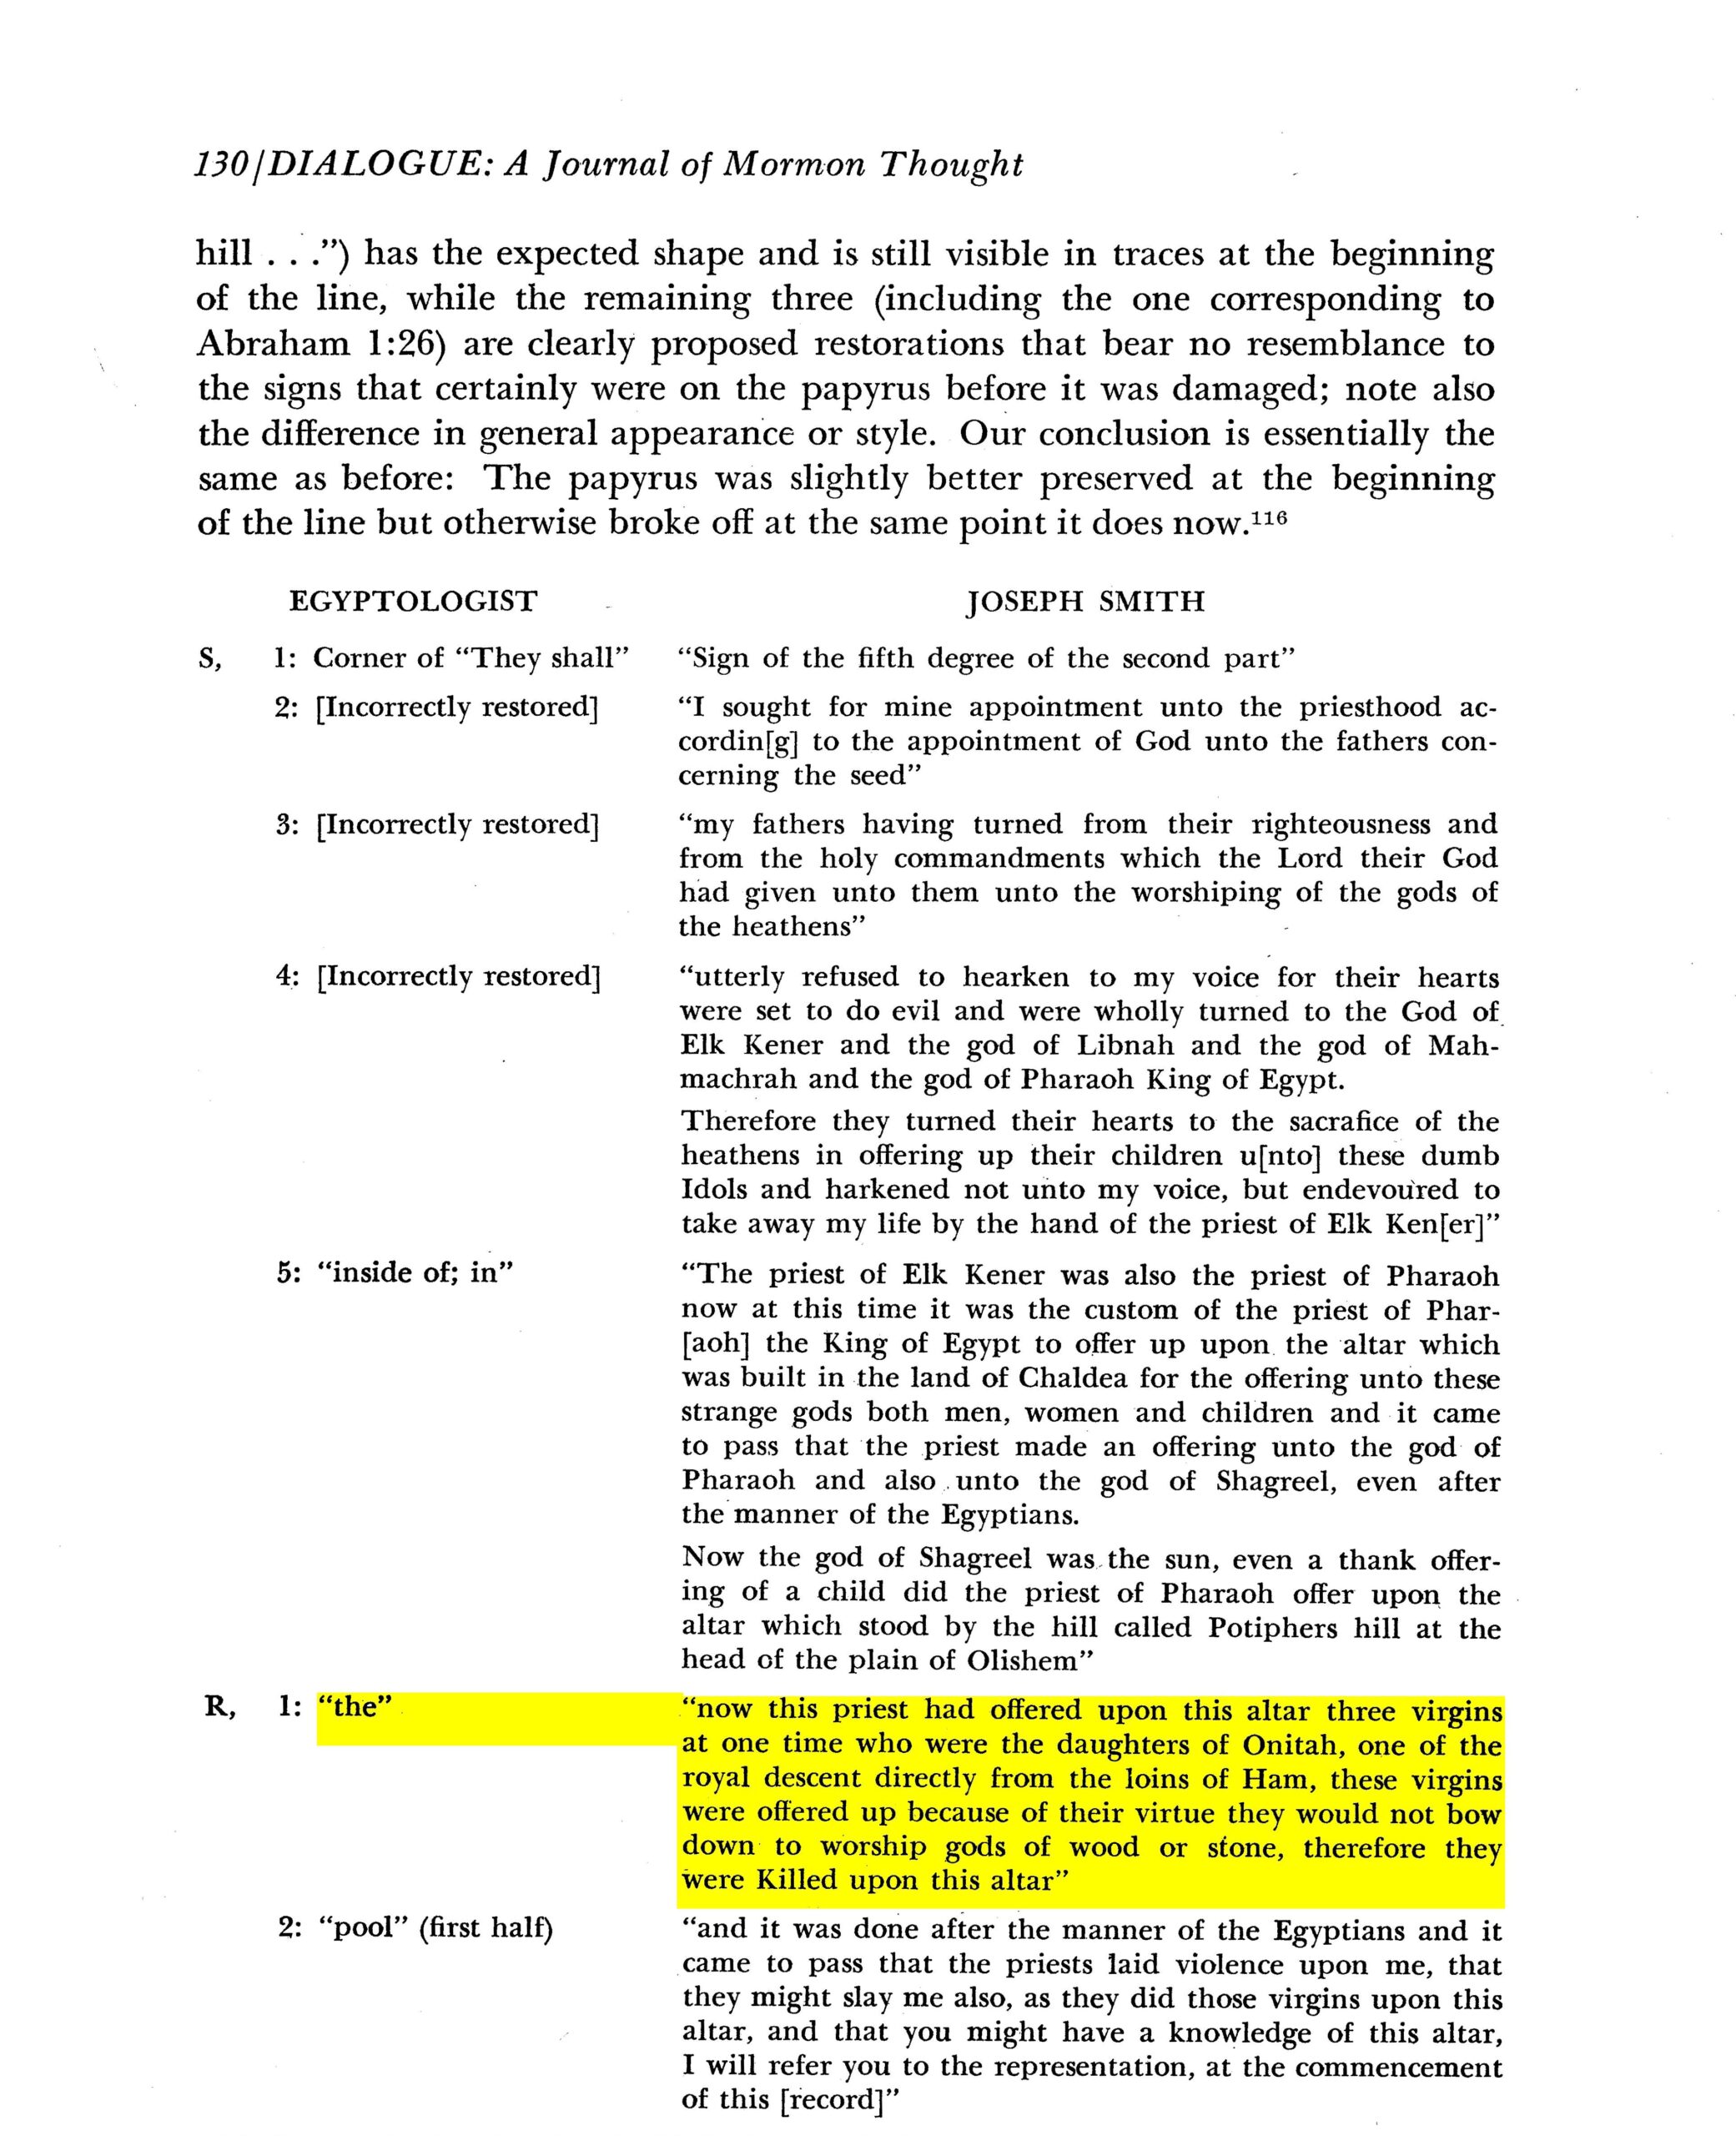 130/DIALOGUE: A Journal of Mormon Thought
hill . . .”) has the expected shape and is still visible in traces at the beginning
of the line, while the remaining three (including the one corresponding to
Abraham 1:26) are clearly proposed restorations that bear no resemblance to
the signs that certainly were on the papyrus before it was damaged; note also
the difference in general appearance or style. Our conclusion is essentially the
same as before: The papyrus was slightly better preserved at the beginning
of the line but otherwise broke off at the same point it does now.116
EGYPTOLOGIST JOSEPH SMITH
S, 1: Corner of “They shall” “Sign of the fifth degree of the second part”
2: [Incorrectly restored] “I sought for mine appointment unto the priesthood ac-
cordin[g] to the appointment of God unto the fathers con-
cerning the seed”
3: [Incorrectly restored] “my fathers having turned from their righteousness and
from the holy commandments which the Lord their God
had given unto them unto the worshiping of the gods of
the heathens”
4: [Incorrectly restored] “utterly refused to hearken to my voice for their hearts
were set to do evil and were wholly turned to the God of
Elk Kener and the god of Libnah and the god of Mah-
machrah and the god of Pharaoh King of Egypt.
Therefore they turned their hearts to the sacrafice of the
heathens in offering up their children u[nto] these dumb
Idols and harkened not unto my voice, but endevoured to
take away my life by the hand of the priest of Elk Ken[er]”
5: “inside of; in” “The priest of Elk Kener was also the priest of Pharaoh
now at this time it was the custom of the priest of Phar-
[aoh] the King of Egypt to offer up upon the altar which
was built in the land of Chaldea for the offering unto these
strange gods both men, women and children and it came
to pass that the priest made an offering unto the god of
Pharaoh and also unto the god of Shagreel, even after
the manner of the Egyptians.
Now the god of Shagreel was the sun, even a thank offer-
ing of a child did the priest of Pharaoh offer upon the
altar which stood by the hill called Potiphers hill at the
head of the plain of Olishem”
R, 1: “the” “now this priest had offered upon this altar three virgins
at one time who were the daughters of Onitah, one of the
royal descent directly from the loins of Ham, these virgins
were offered up because of their virtue they would not bow
down to worship gods of wood or stone, therefore they
were Killed upon this altar”
2: “pool” (first half) “and it was done after the manner of the Egyptians and it
came to pass that the priests laid violence upon me, that
they might slay me also, as they did those virgins upon this
altar, and that you might have a knowledge of this altar,
I will refer you to the representation, at the commencement
of this [record]”